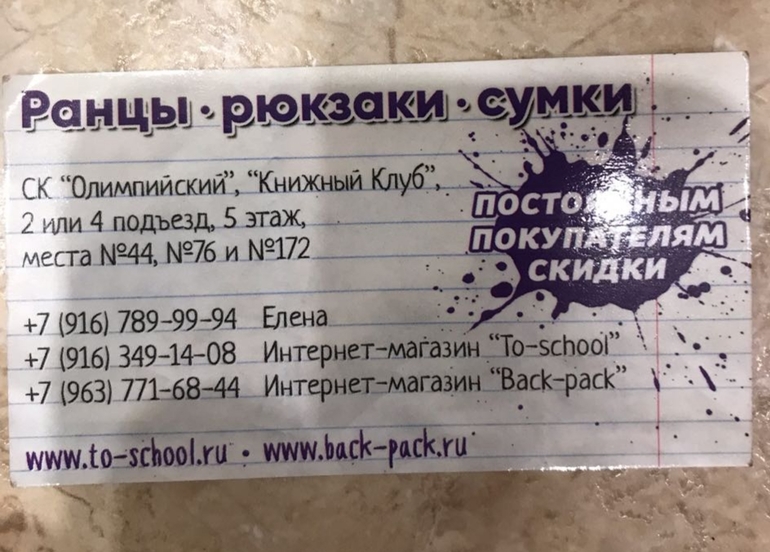 Ранцы · рюкзаки · сумки
СК "Олимпийский", "Книжный Клуб",
2 или 4 подъезд, 5 этаж,
места №44, №76 и №172
ПОСТОЯННЫМ
ПОКУПАТЕЛЯМ
СКИДКИ
+7 (916) 789-99-94 Елена
+7 (916) 349-14-08 Интернет-магазин "To-school"
+7 (963) 771-68-44 Интернет-магазин "Back-pack"
www.to-school.ru · www.back-pack.ru